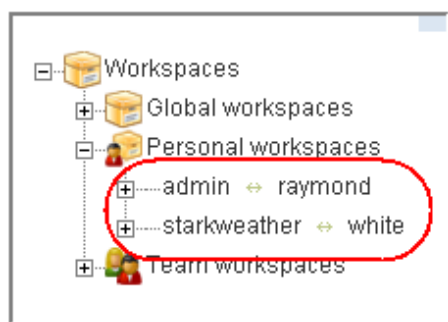 Workspaces
Global workspaces
Personal workspaces
admin ↔ raymond
starkweather ↔ white
Team workspaces